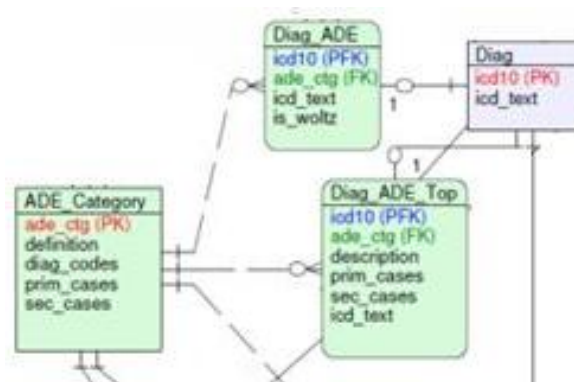 Diag_ADE
icd10 (PFK)
ade_ctg (FK)
icd_text
is_woltz
Diag
icd10 (PK)
icd_text
1
1
Diag_ADE_Top
icd10 (PFK)
ade_ctg (FK)
description
prim_cases
sec_cases
icd_text
ADE_Category
ade_ctg (PK)
definition
diag_codes
prim_cases
sec_cases